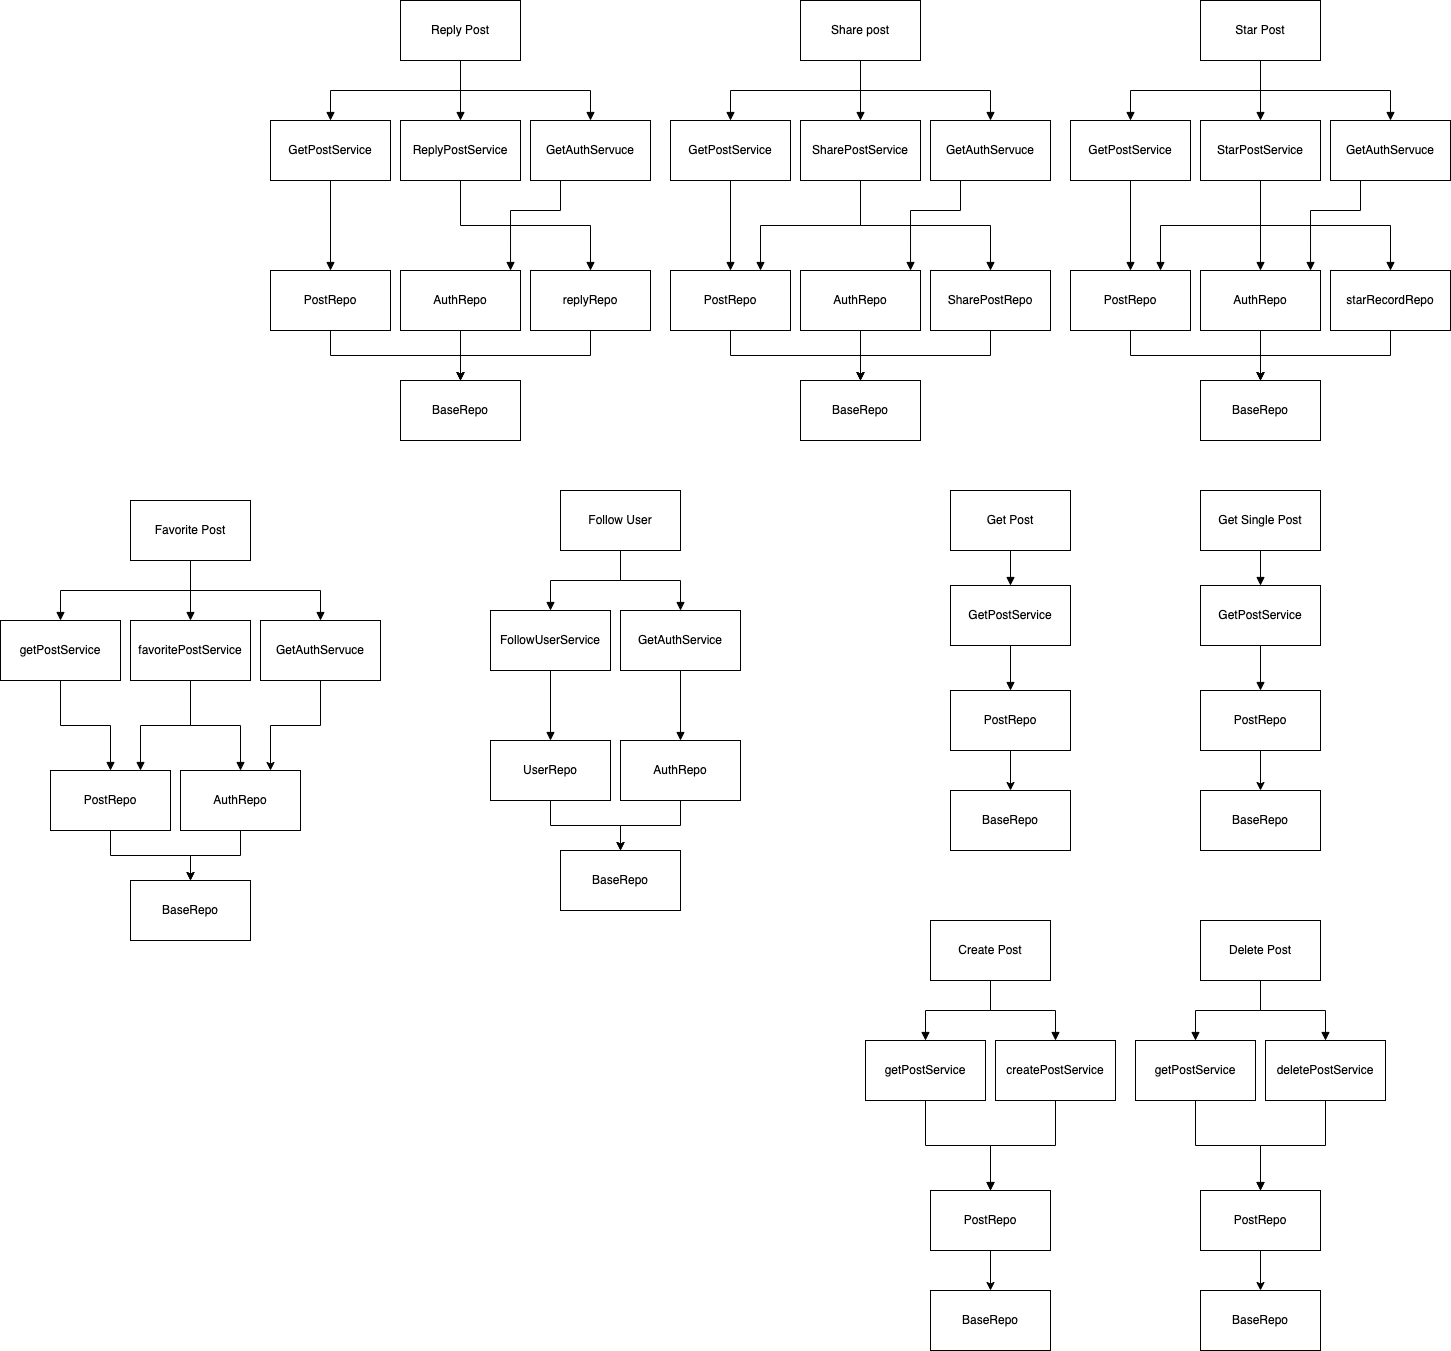 Reply Post
Share post
Star Post
GetPostService
ReplyPostService
GetAuthServuce
GetPostService
SharePostService
GetAuthServuce
GetPostService
StarPostService
GetAuthServuce
PostRepo
AuthRepo
replyRepo
PostRepo
AuthRepo
SharePostRepo
PostRepo
AuthRepo
starRecordRepo
BaseRepo
BaseRepo
BaseRepo
Favorite Post
Follow User
Get Post
Get Single Post
getPostService
favoritePostService
GetAuthServuce
FollowUserService
GetAuthService
GetPostService
GetPostService
PostRepo
AuthRepo
UserRepo
AuthRepo
PostRepo
PostRepo
BaseRepo
BaseRepo
BaseRepo
BaseRepo
Create Post
Delete Post
getPostService
createPostService
getPostService
deletePostService
PostRepo
PostRepo
BaseRepo
BaseRepo